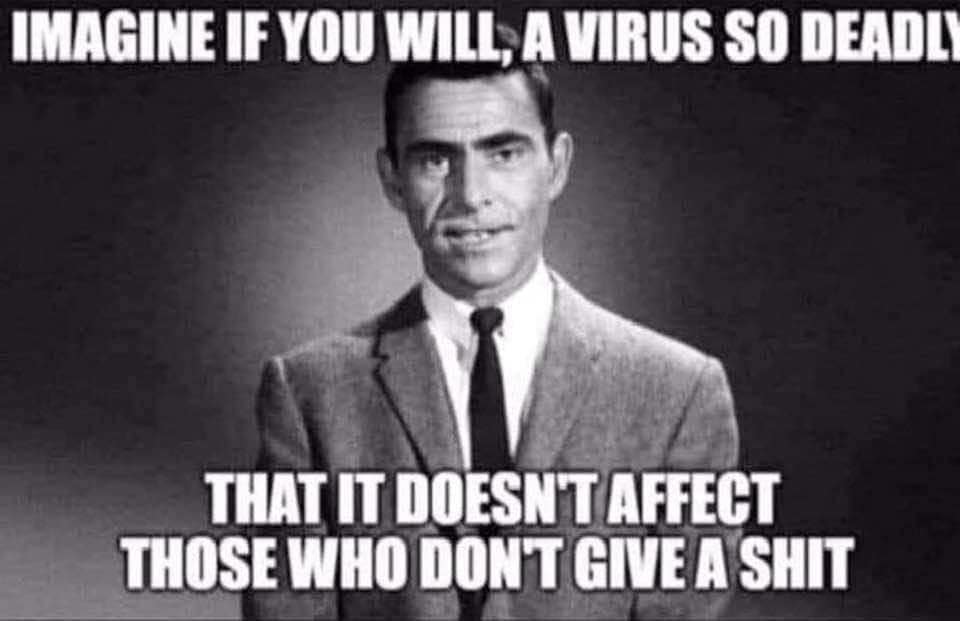 IMAGINE IF YOU WILL, A VIRUS SO DEADLY
THAT IT DOESN'T AFFECT
THOSE WHO DON'T GIVE A SHIT